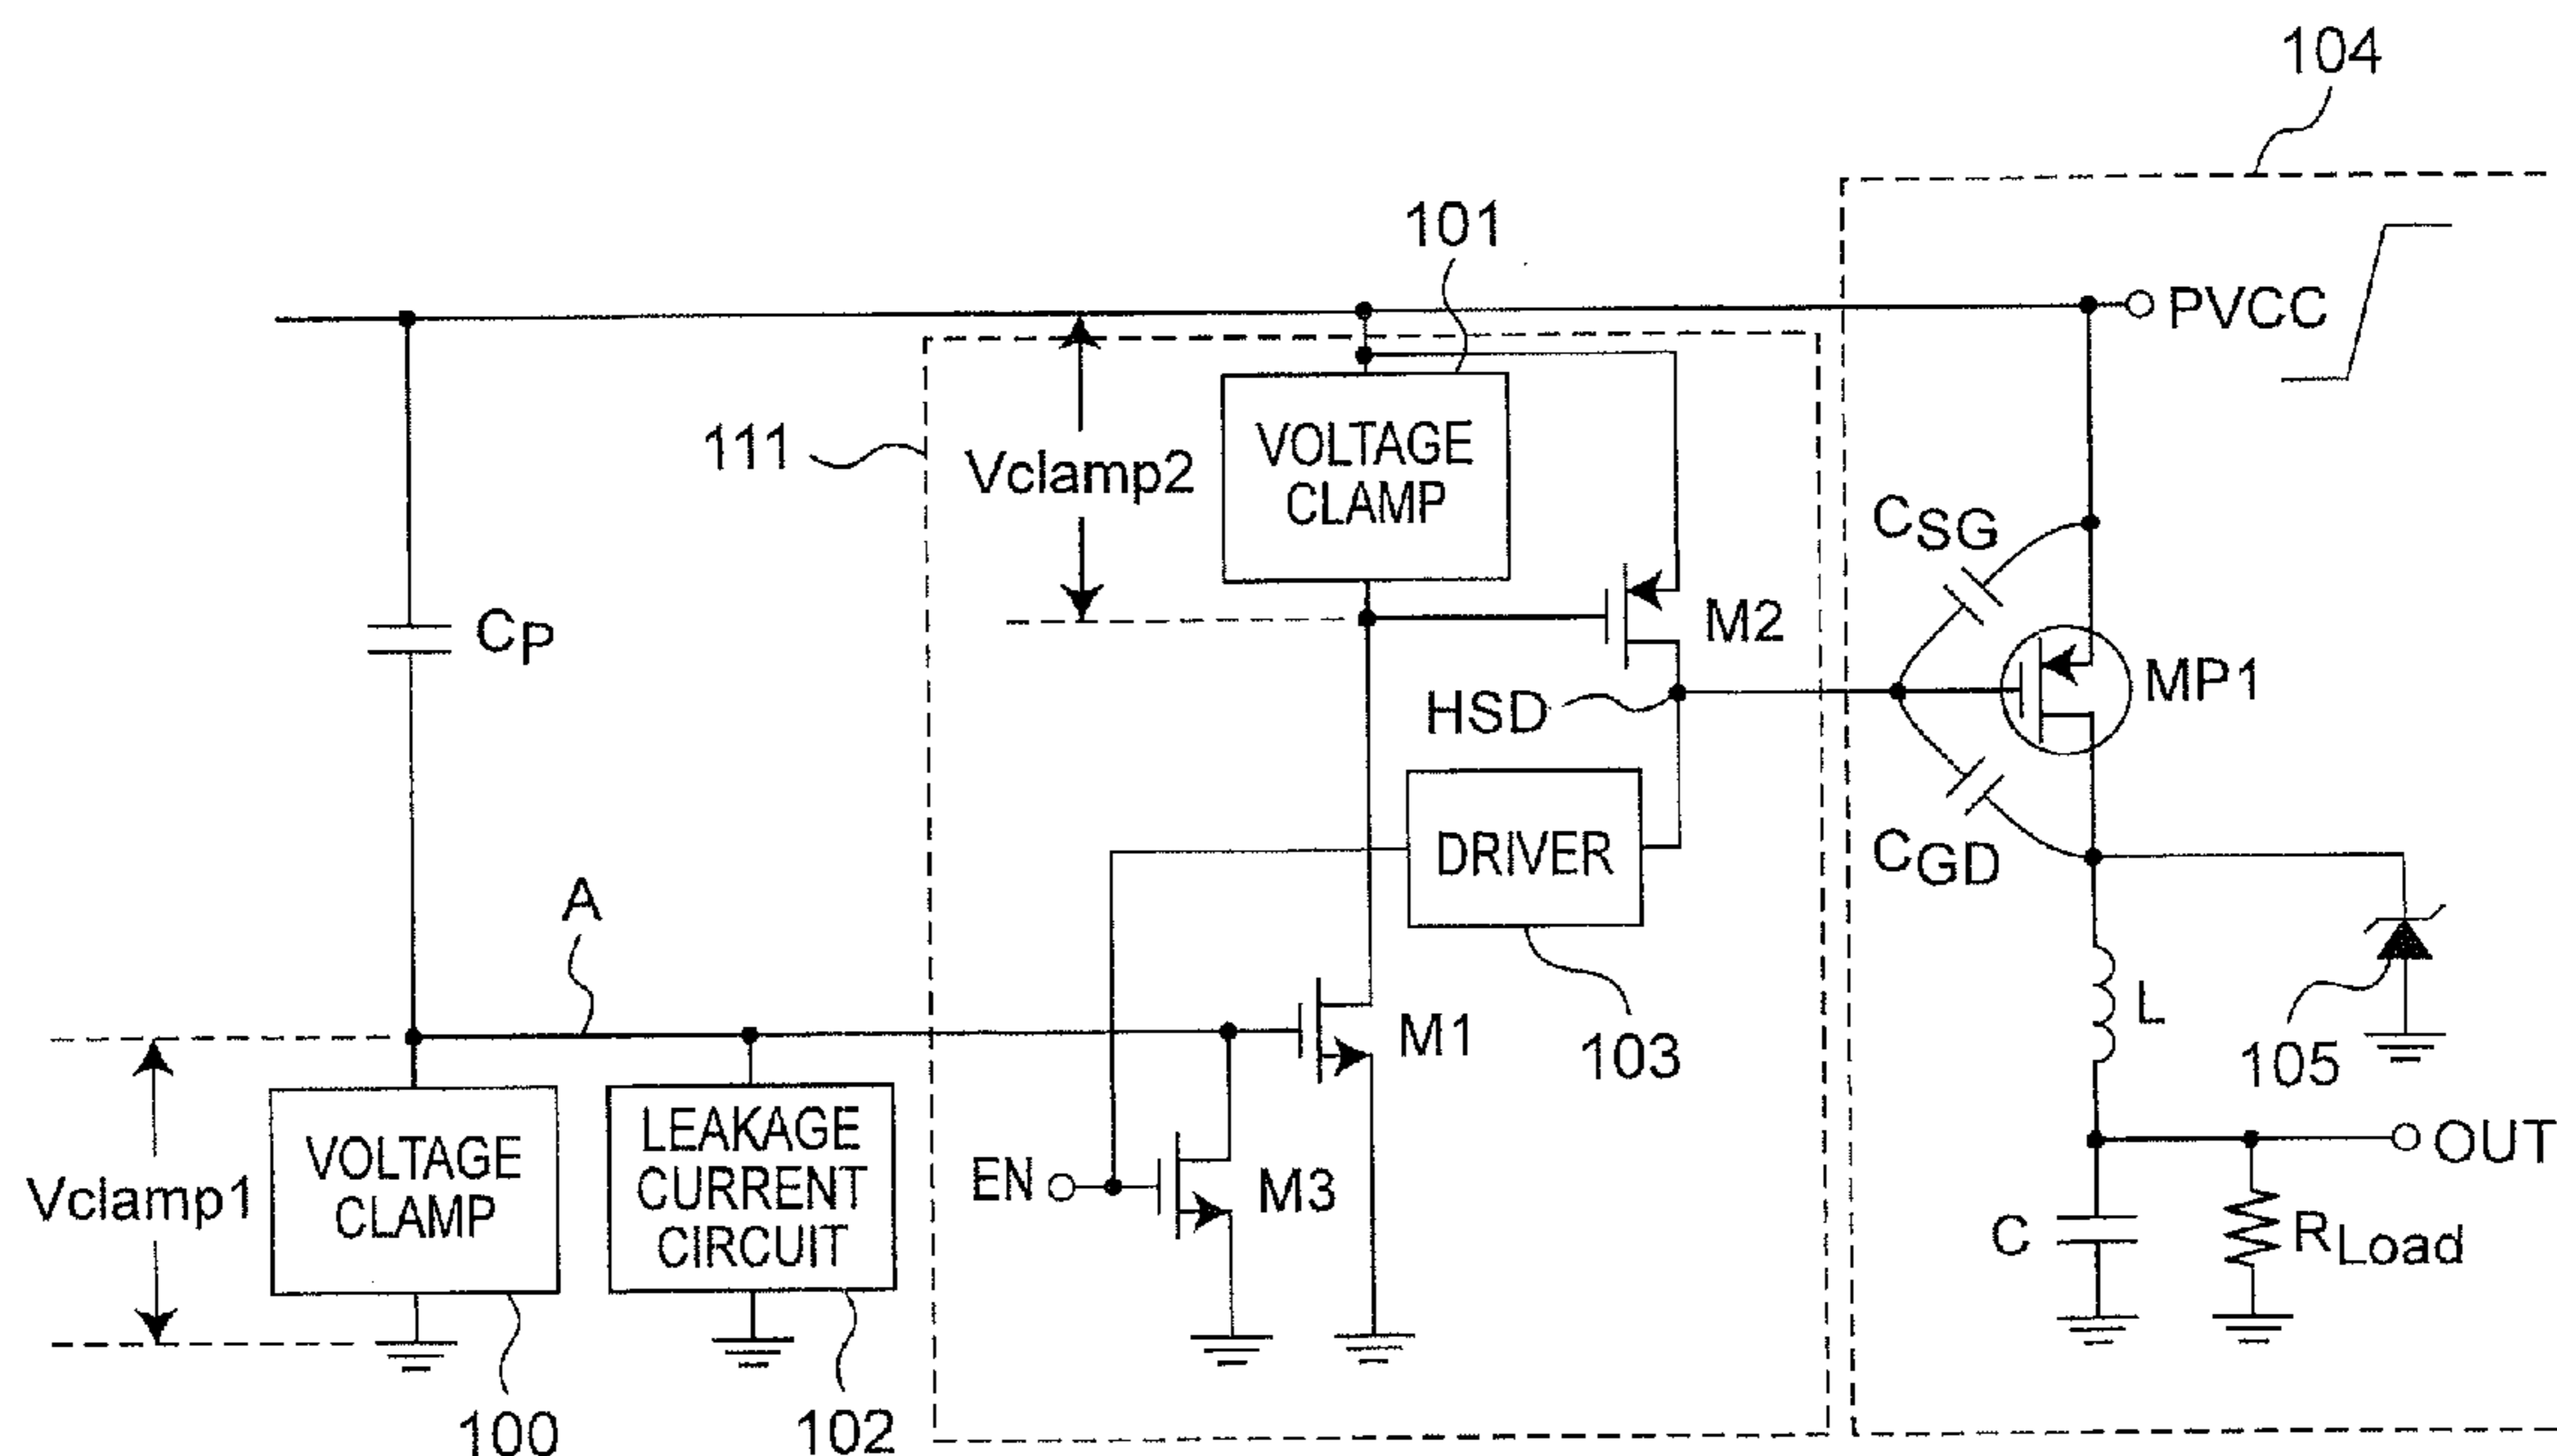 104
101
PVCC
111
Vclamp2
VOLTAGE
CLAMP
CSG
CP
M2
MP1
HSD
DRIVER
CGD
A
M1
103
L
105
LEAKAGE
CURRENT
CIRCUIT
VOLTAGE
CLAMP
Vclamp1
EN
M3
OUT
C
RLoad
100
102